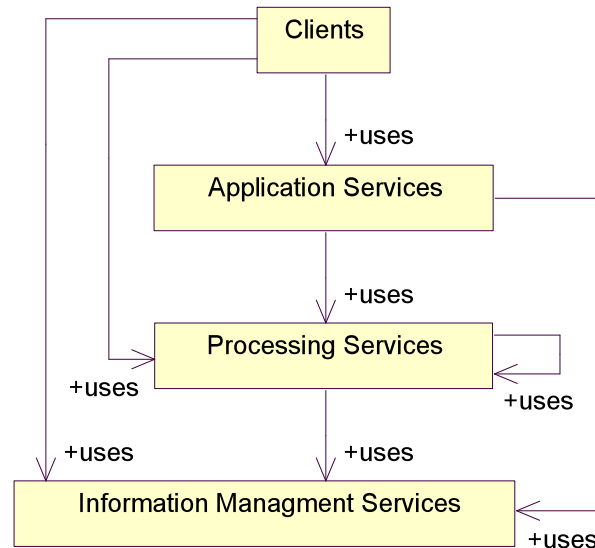 Clients
+uses
Application Services
+uses
Processing Services
+uses
+uses
+uses
+uses
Information Managment Services
+uses